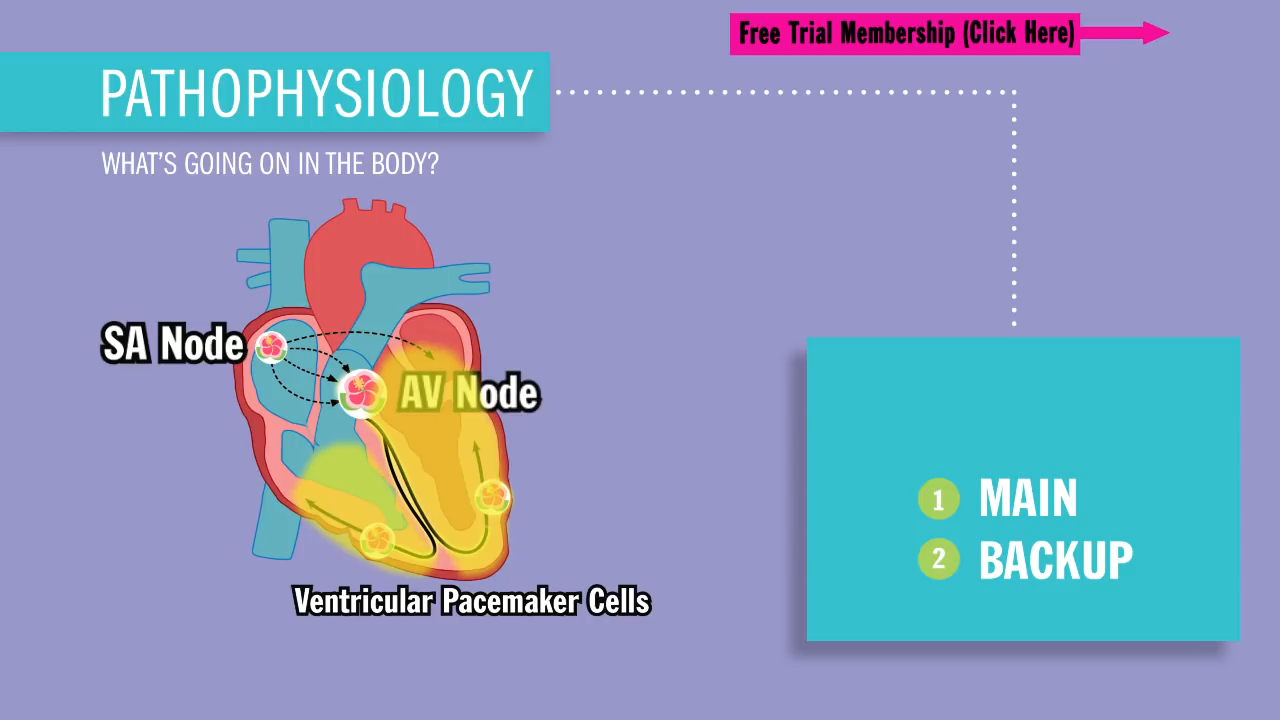 Free Trial Membership (Click Here)
PATHOPHYSIOLOGY
WHAT'S GOING ON IN THE BODY?
SA Node
AV Node
1 MAIN
2 BACKUP
Ventricular Pacemaker Cells